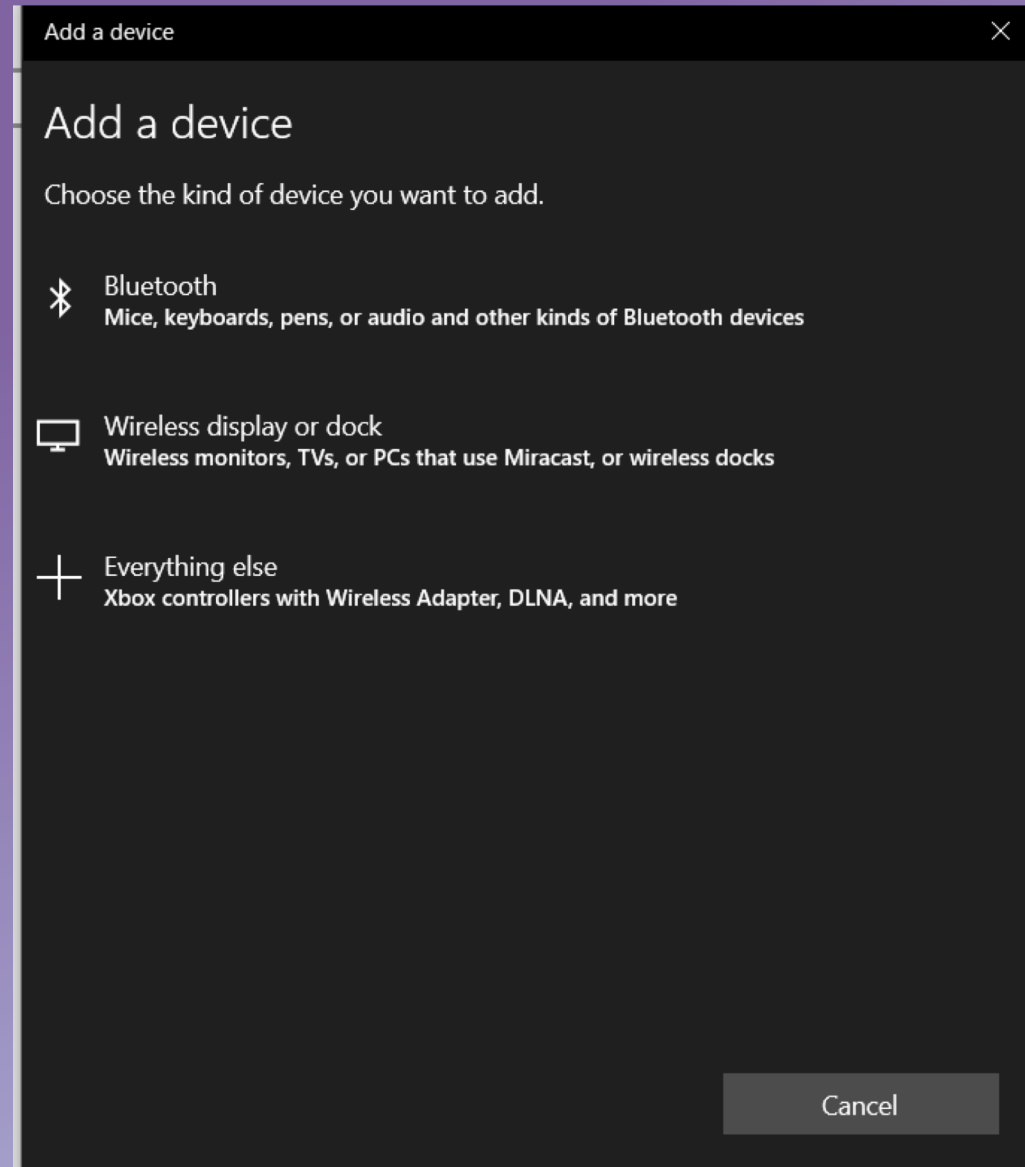 Add a device
Add a device
Choose the kind of device you want to add.
Bluetooth
Mice, keyboards, pens, or audio and other kinds of Bluetooth devices
Wireless display or dock
Wireless monitors, TVs, or PCs that use Miracast, or wireless docks
Everything else
Xbox controllers with Wireless Adapter, DLNA, and more
Cancel